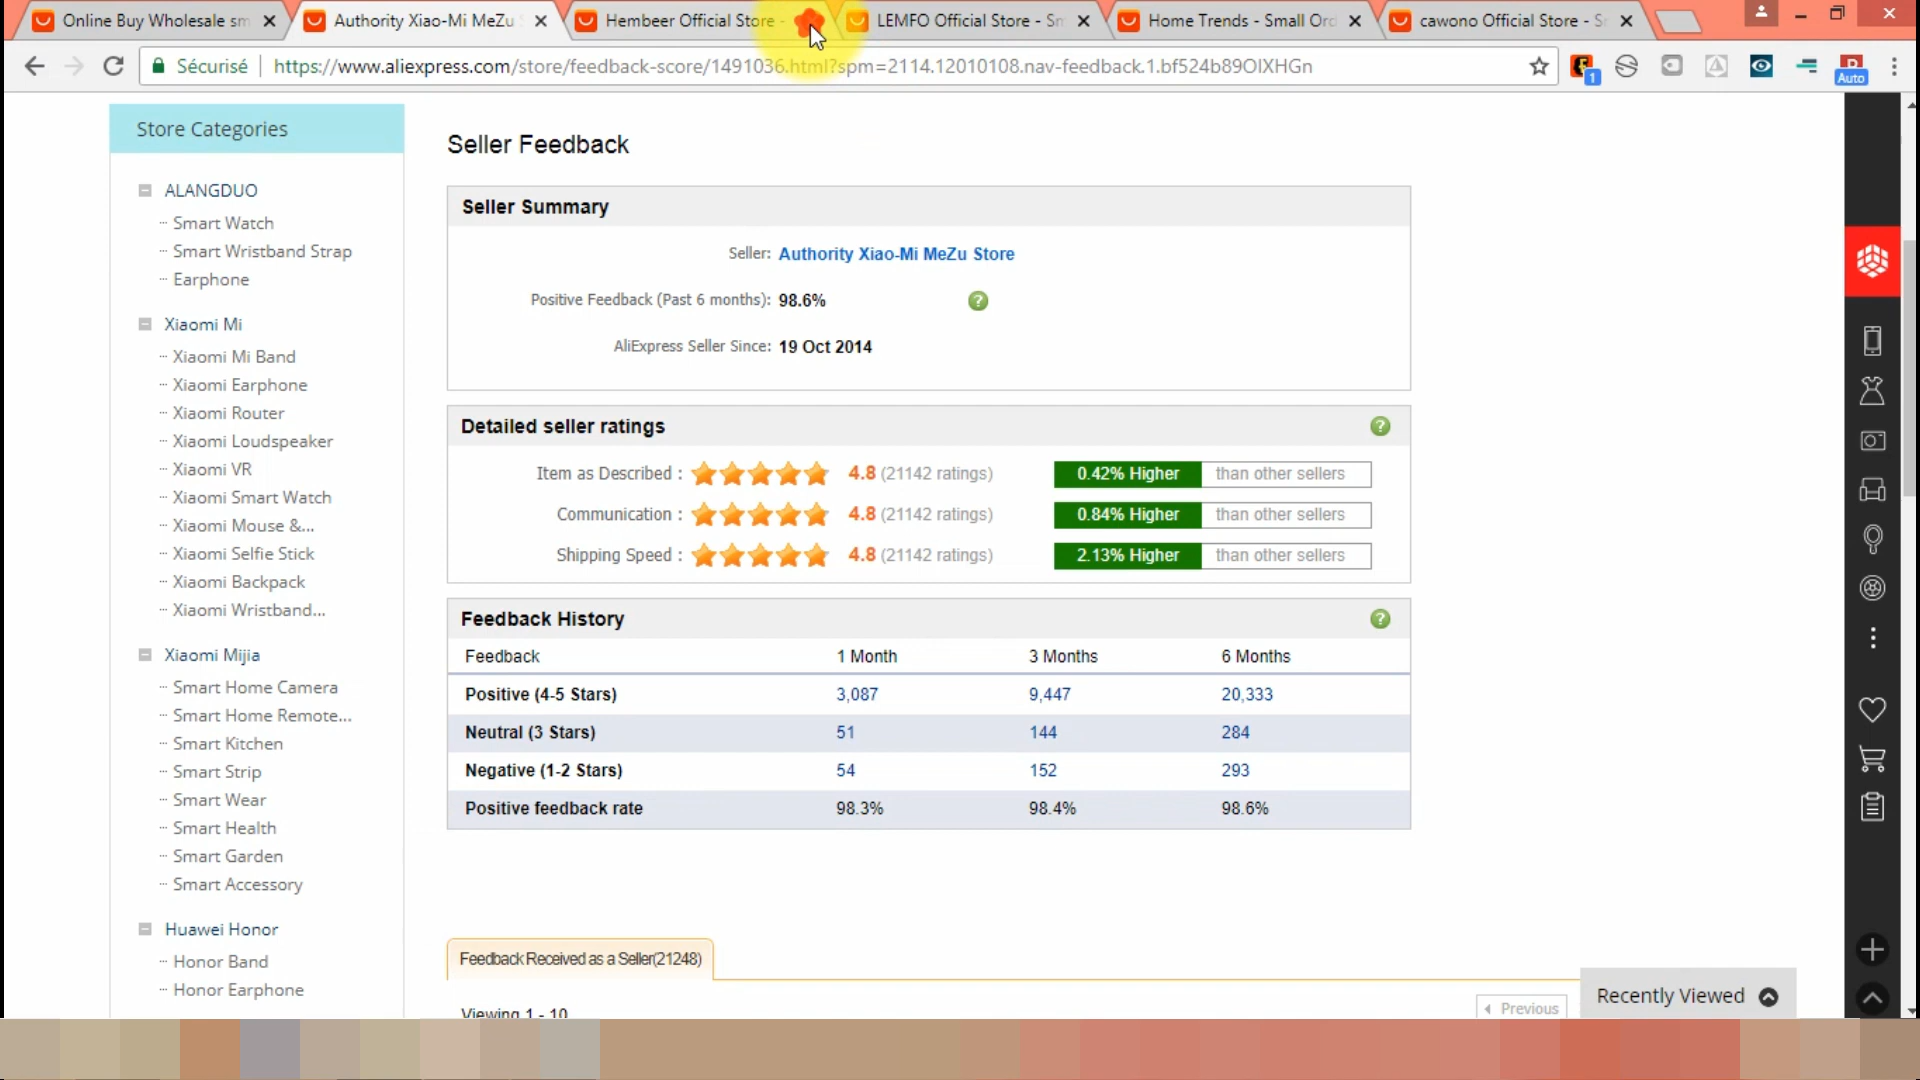 Online Buy Wholesale sm
Authority Xiao-Mi MeZu S
Hembeer Official Store -
LEMFO Official Store - Sm
Home Trends - Small Ord
cawono Official Store - S
Sécurisé
https://www.aliexpress.com/store/feedback-score/1491036.html?spm=2114.12010108.nav-feedback.1.bf524b89OIXHGn
1
Auto
Store Categories
ALANGDUO
Smart Watch
Smart Wristband Strap
Earphone
Xiaomi Mi
Xiaomi Mi Band
Xiaomi Earphone
Xiaomi Router
Xiaomi Loudspeaker
Xiaomi VR
Xiaomi Smart Watch
Xiaomi Mouse &...
Xiaomi Selfie Stick
Xiaomi Backpack
Xiaomi Wristband...
Xiaomi Mijia
Smart Home Camera
Smart Home Remote...
Smart Kitchen
Smart Strip
Smart Wear
Smart Health
Smart Garden
Smart Accessory
Huawei Honor
Honor Band
Honor Earphone
Seller Feedback
Seller Summary
Seller: Authority Xiao-Mi MeZu Store
Positive Feedback (Past 6 months): 98.6%
AliExpress Seller Since: 19 Oct 2014
Detailed seller ratings
Item as Described : 4.8 (21142 ratings) 0.42% Higher than other sellers
Communication : 4.8 (21142 ratings) 0.84% Higher than other sellers
Shipping Speed : 4.8 (21142 ratings) 2.13% Higher than other sellers
Feedback History
Feedback 1 Month 3 Months 6 Months
Positive (4-5 Stars) 3,087 9,447 20,333
Neutral (3 Stars) 51 144 284
Negative (1-2 Stars) 54 152 293
Positive feedback rate 98.3% 98.4% 98.6%
Feedback Received as a Seller(21248)
Viewing 1 - 10
Previous
Recently Viewed